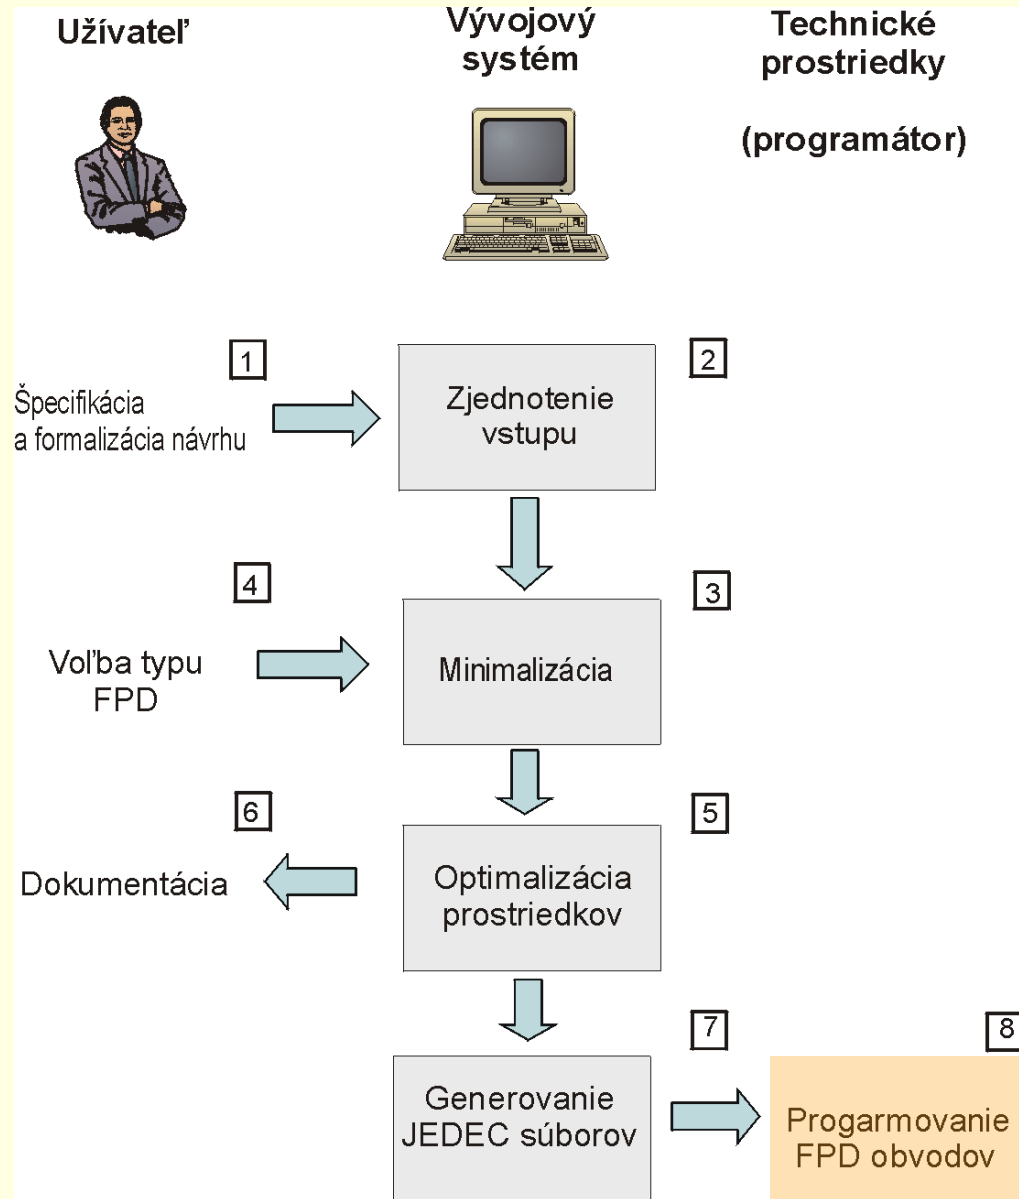 Užívateľ
Vývojový
systém
Technické
prostriedky
(programátor)
1
2
Špecifikácia
a formalizácia návrhu
Zjednotenie
vstupu
4
3
Voľba typu
FPD
Minimalizácia
6
5
Dokumentácia
Optimalizácia
prostriedkov
7
8
Generovanie
JEDEC súborov
Progarmovanie
FPD obvodov